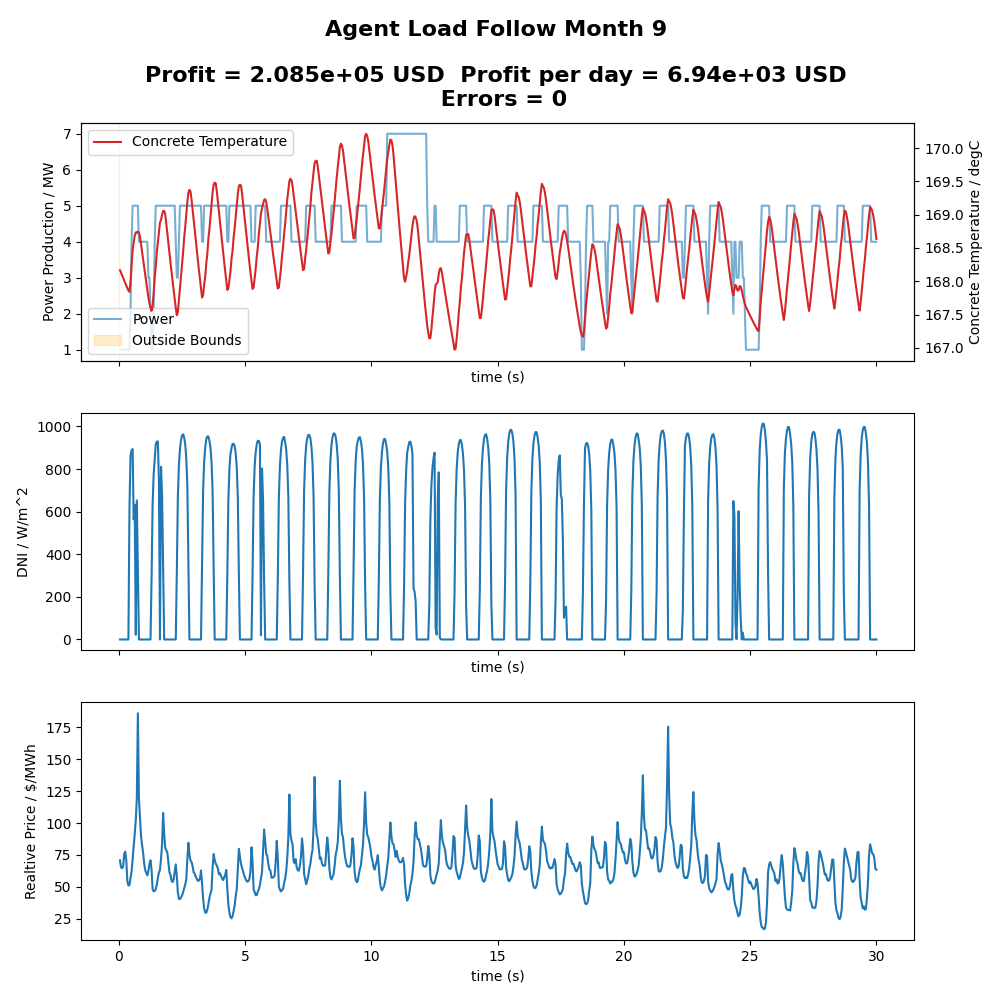 Agent Load Follow Month 9
Profit = 2.085e+05 USD  Profit per day = 6.94e+03 USD
Errors = 0
Power Production / MW
7
6
5
4
3
2
1
Concrete Temperature
Power
Outside Bounds
170.0
169.5
169.0
168.5
168.0
167.5
167.0
Concrete Temperature / degC
time (s)
DNI / W/m^2
1000
800
600
400
200
0
time (s)
Realtive Price / $/MWh
175
150
125
100
75
50
25
0 5 10 15 20 25 30
time (s)